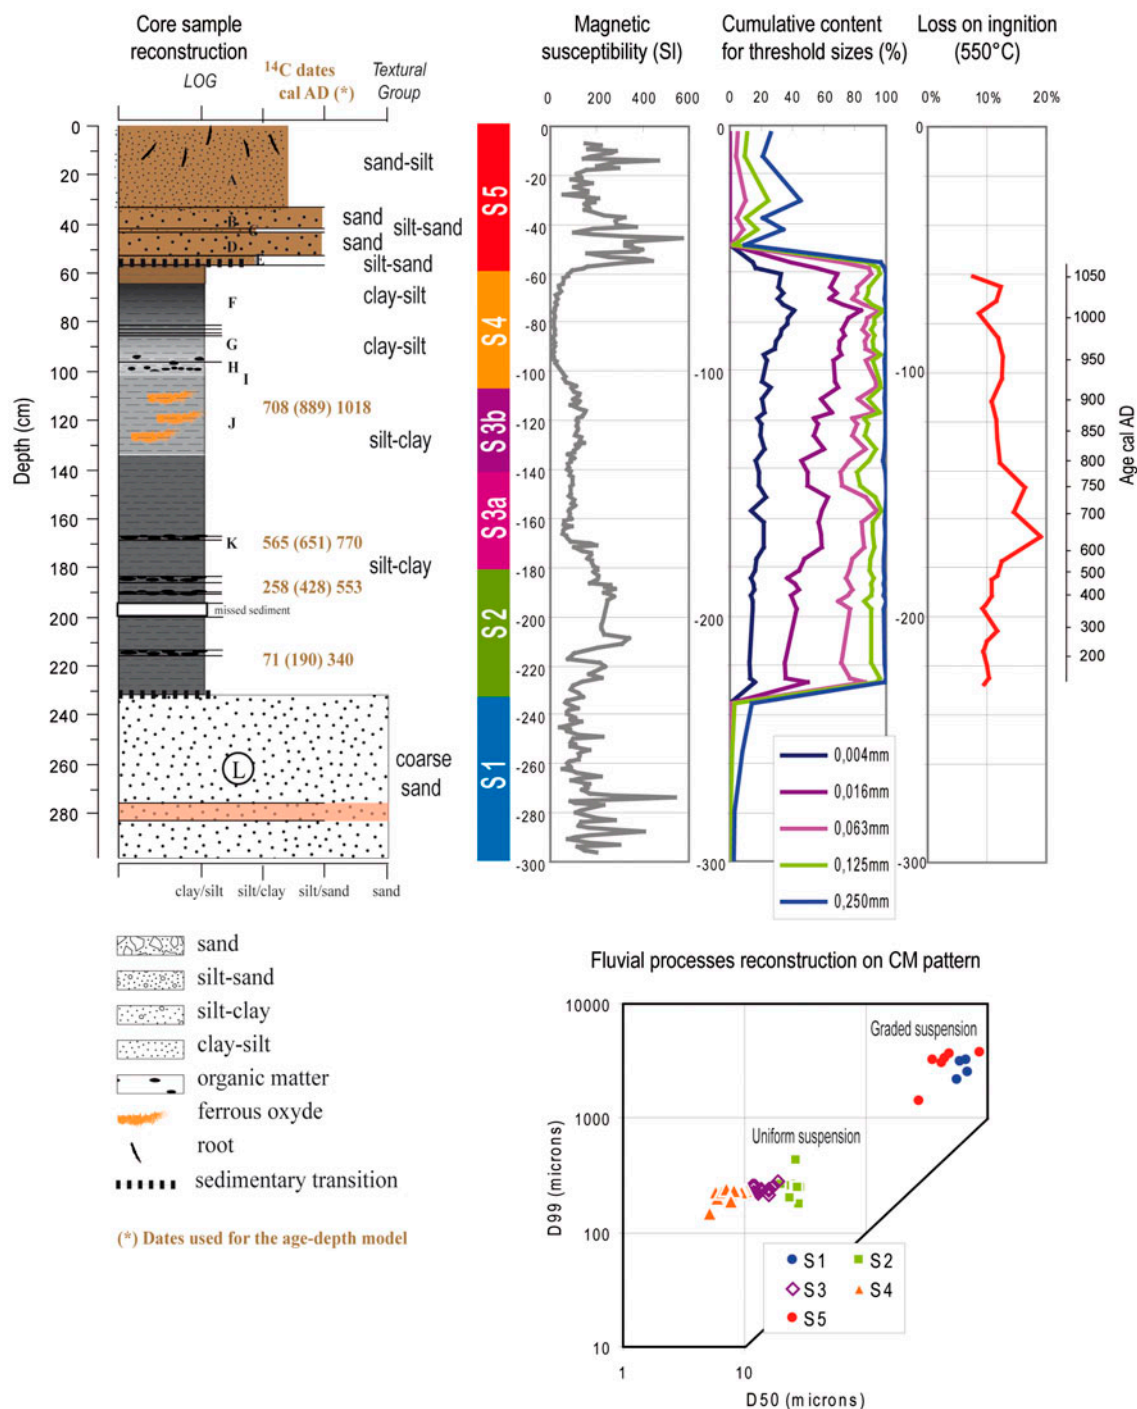 Core sample
reconstruction
LOG
14C dates
cal AD (*)
Textural
Group
Magnetic
susceptibility (SI)
Cumulative content
for threshold sizes (%)
Loss on ingnition
(550°C)
0 200 400 600
0 20 40 60 80 100
0% 10% 20%
Depth (cm)
0
20
40
60
80
100
120
140
160
180
200
220
240
260
280
A
B
C
D
E
F
G
H
I
J
K
L
sand-silt
sand
silt-sand
sand
silt-sand
clay-silt
clay-silt
708 (889) 1018
silt-clay
565 (651) 770
silt-clay
258 (428) 553
missed sediment
71 (190) 340
coarse
sand
clay/silt silt/clay silt/sand sand
S5
S4
S3b
S3a
S2
S1
0
-20
-40
-60
-80
-100
-120
-140
-160
-180
-200
-220
-240
-260
-280
-300
0
-100
-200
-300
0
-100
-200
-300
1050
1000
950
900
850
800
750
700
600
500
400
300
200
Age cal AD
0,004mm
0,016mm
0,063mm
0,125mm
0,250mm
sand
silt-sand
silt-clay
clay-silt
organic matter
ferrous oxyde
root
sedimentary transition
(*) Dates used for the age-depth model
Fluvial processes reconstruction on CM pattern
D99 (microns)
10000
1000
100
10
Graded suspension
Uniform suspension
S1 S2
S3 S4
S5
1 10
D50 (microns)